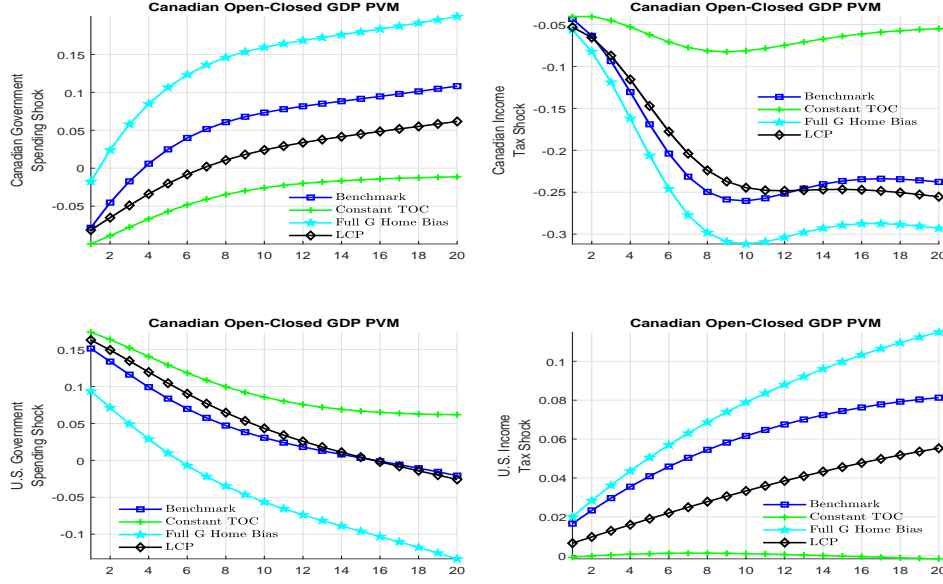 Canadian Open-Closed GDP PVM
Canadian Government
Spending Shock
0.15
0.1
0.05
0
-0.05
Benchmark
Constant TOC
Full G Home Bias
LCP
2 4 6 8 10 12 14 16 18 20
Canadian Open-Closed GDP PVM
Canadian Income
Tax Shock
-0.05
-0.1
-0.15
-0.2
-0.25
-0.3
Benchmark
Constant TOC
Full G Home Bias
LCP
2 4 6 8 10 12 14 16 18 20
Canadian Open-Closed GDP PVM
U.S. Government
Spending Shock
0.15
0.1
0.05
0
-0.05
-0.1
Benchmark
Constant TOC
Full G Home Bias
LCP
2 4 6 8 10 12 14 16 18 20
Canadian Open-Closed GDP PVM
U.S. Income
Tax Shock
0.1
0.08
0.06
0.04
0.02
0
Benchmark
Constant TOC
Full G Home Bias
LCP
2 4 6 8 10 12 14 16 18 20